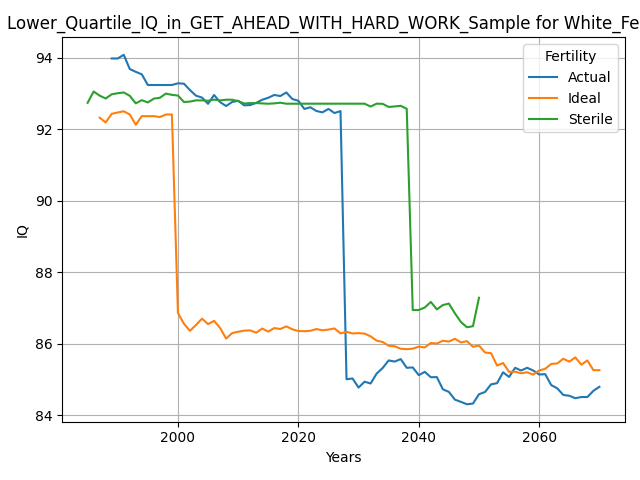 Lower_Quartile_IQ_in_GET_AHEAD_WITH_HARD_WORK_Sample for White_Fe
94
92
90
88
86
84
IQ
Fertility
Actual
Ideal
Sterile
2000 2020 2040 2060
Years